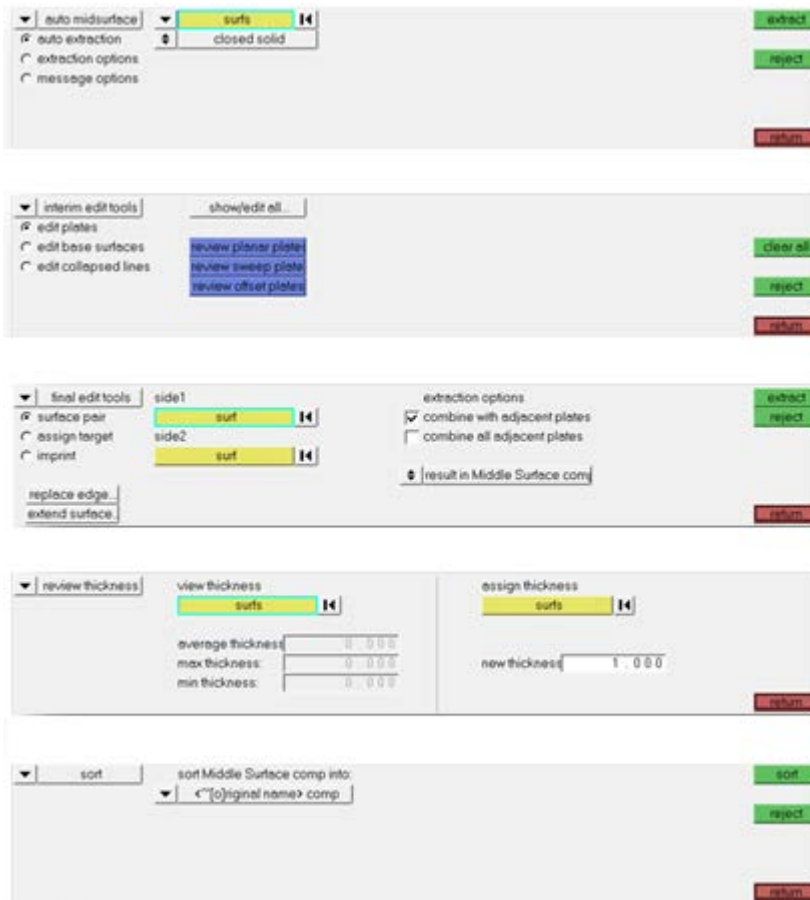 auto midsurface surfs extract
auto extraction closed solid
extraction options reject
message options
return
interim edit tools show/edit all...
edit plates
edit base surfaces review planar plates clear all
edit collapsed lines review sweep plate
review offset plates reject
return
final edit tools side1 extraction options extract
surface pair surf combine with adjacent plates reject
assign target side2 combine all adjacent plates
imprint surf
result in Middle Surface comp
replace edge...
extend surface.. return
review thickness view thickness assign thickness
surfs surfs
average thickness 0.000
max thickness: 0.000 new thickness 1.000
min thickness: 0.000
return
sort sort Middle Surface comp into: sort
<"[o]riginal name> comp
reject
return